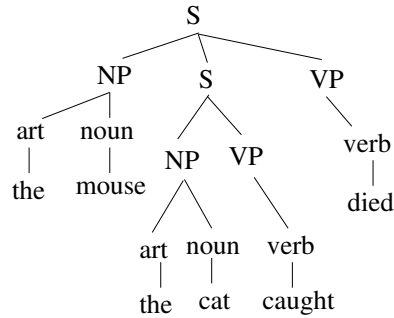 S
NP S VP
art noun verb
the mouse NP VP died
art noun verb
the cat caught